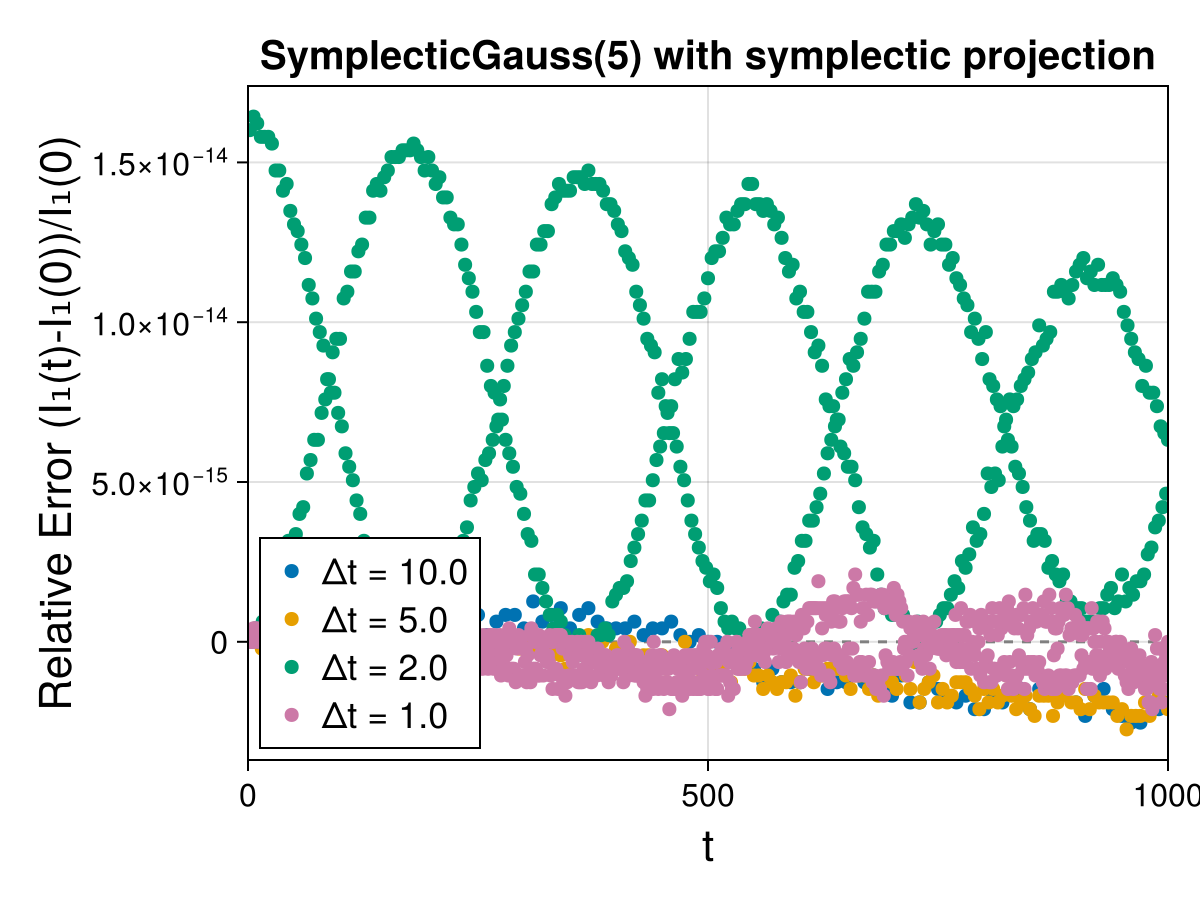 SymplecticGauss(5) with symplectic projection
Relative Error (I₁(t)-I₁(0))/I₁(0)
1.5×10⁻¹⁴
1.0×10⁻¹⁴
5.0×10⁻¹⁵
0
Δt = 10.0
Δt = 5.0
Δt = 2.0
Δt = 1.0
0 500 1000
t